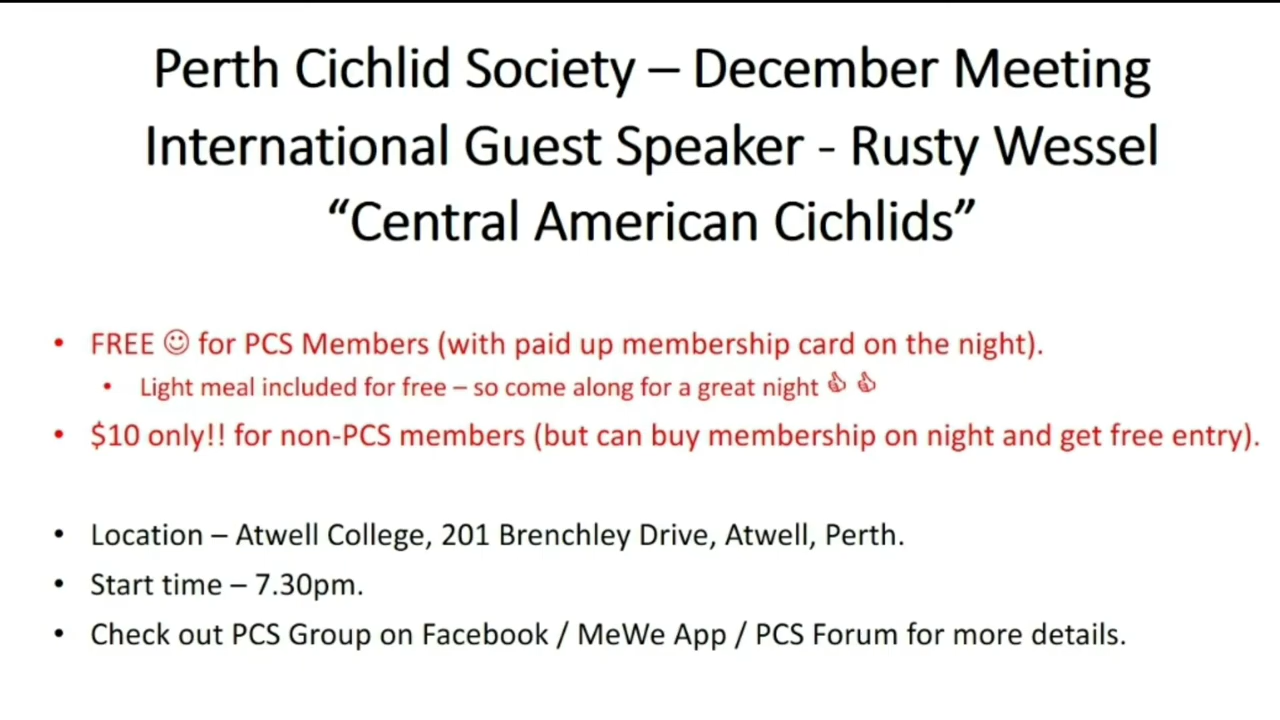 Perth Cichlid Society – December Meeting
International Guest Speaker - Rusty Wessel
“Central American Cichlids”
• FREE ☺ for PCS Members (with paid up membership card on the night).
• Light meal included for free – so come along for a great night 👍 👍
• $10 only!! for non-PCS members (but can buy membership on night and get free entry).
• Location – Atwell College, 201 Brenchley Drive, Atwell, Perth.
• Start time – 7.30pm.
• Check out PCS Group on Facebook / MeWe App / PCS Forum for more details.